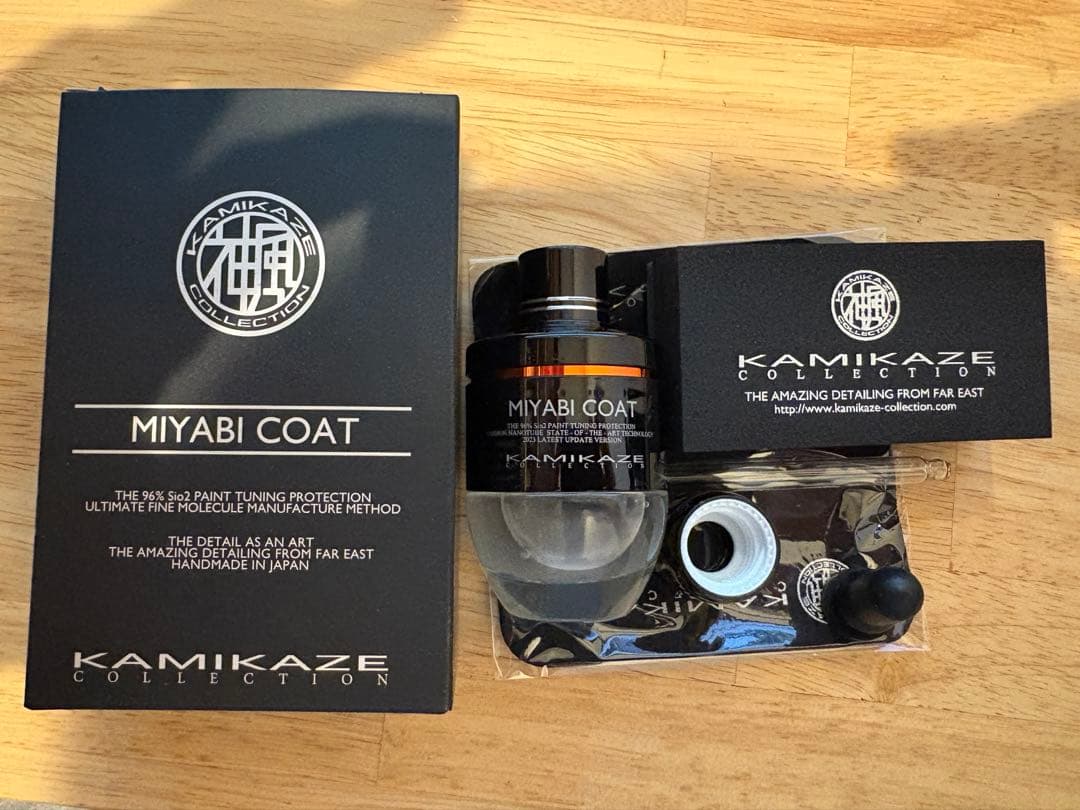 KAMIKAZE
COLLECTION
MIYABI COAT
THE 96% Sio2 PAINT TUNING PROTECTION
ULTIMATE FINE MOLECULE MANUFACTURE METHOD
THE DETAIL AS AN ART
THE AMAZING DETAILING FROM FAR EAST
HANDMADE IN JAPAN
KAMIKAZE
COLLECTION
MIYABI COAT
THE 96% Sio2 PAINT TUNING PROTECTION
NANOTUBE STATE - OF - THE - ART TECHNOLOGY
2023 LATEST UPDATE VERSION
KAMIKAZE
COLLECTION
KAMIKAZE
COLLECTION
KAMIKAZE
COLLECTION
THE AMAZING DETAILING FROM FAR EAST
http://www.kamikaze-collection.com